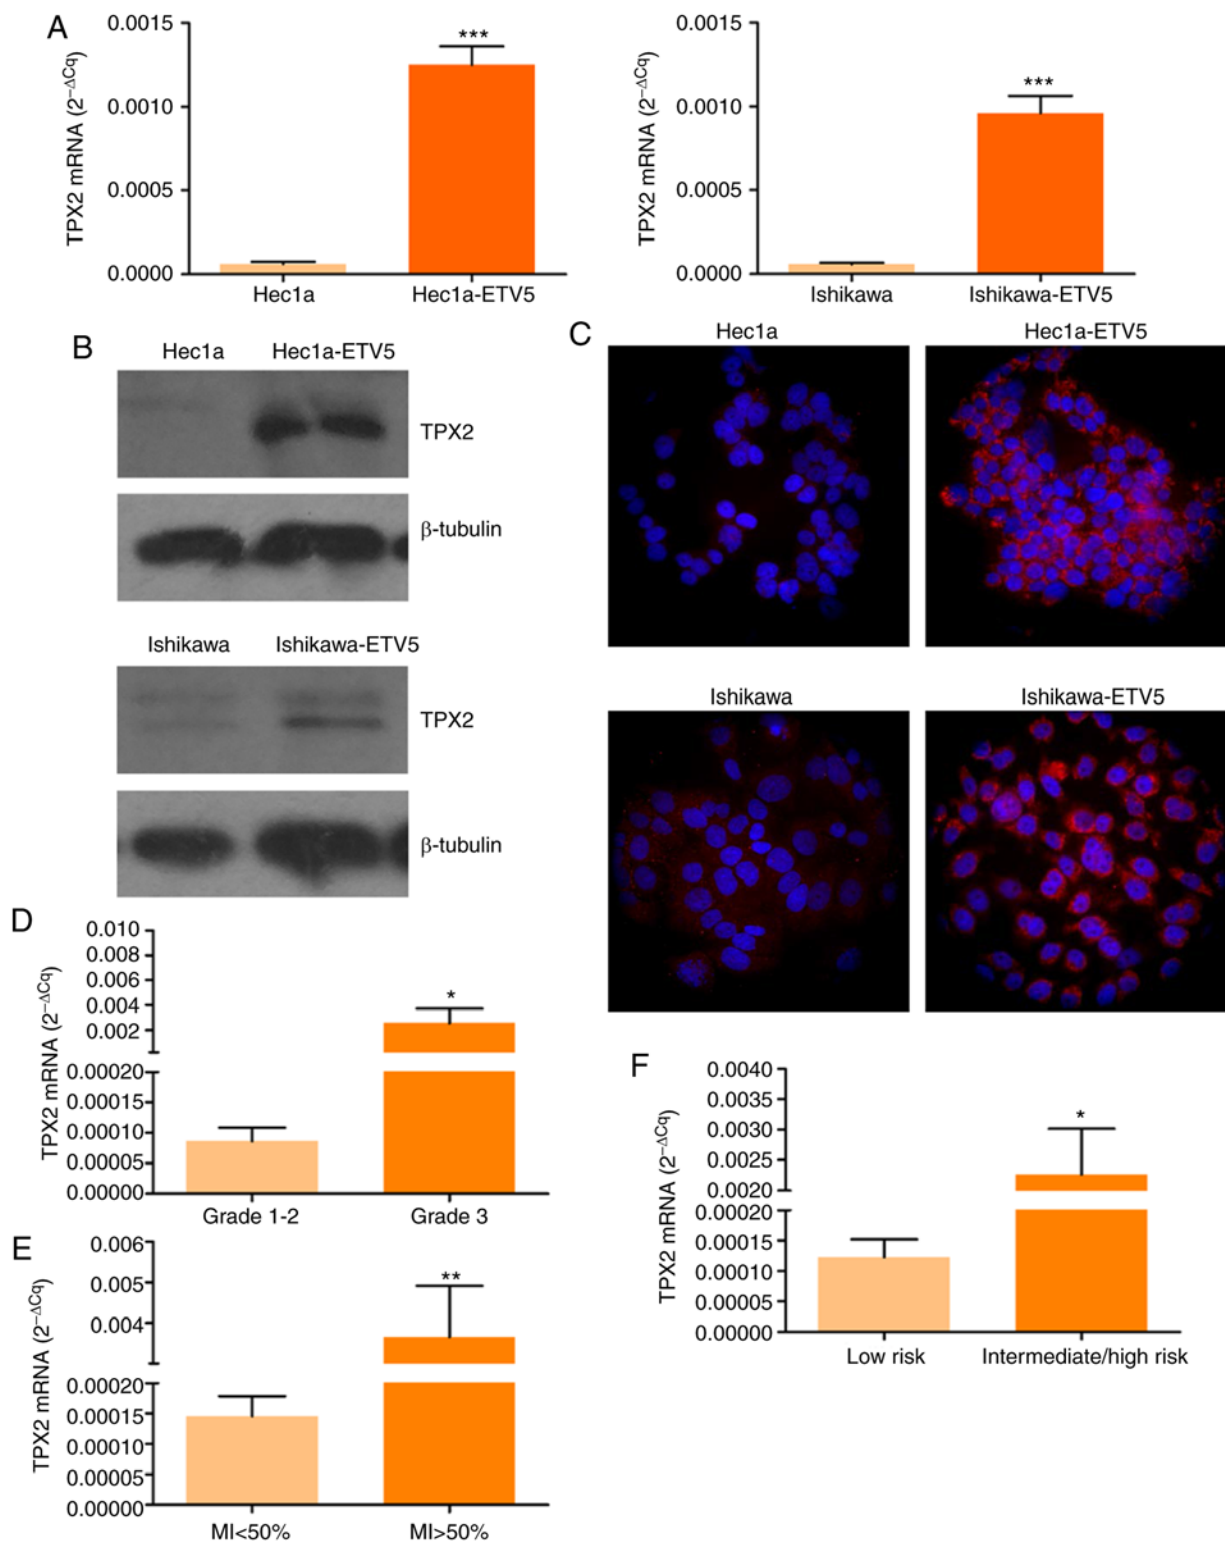 A
TPX2 mRNA (2−ΔCq)
0.0015
0.0010
0.0005
0.0000
***
Hec1a
Hec1a-ETV5
TPX2 mRNA (2−ΔCq)
0.0015
0.0010
0.0005
0.0000
***
Ishikawa
Ishikawa-ETV5
B
Hec1a
Hec1a-ETV5
TPX2
β-tubulin
Ishikawa
Ishikawa-ETV5
TPX2
β-tubulin
C
Hec1a
Hec1a-ETV5
Ishikawa
Ishikawa-ETV5
D
TPX2 mRNA (2−ΔCq)
0.010
0.008
0.006
0.004
0.002
0.00020
0.00015
0.00010
0.00005
0.00000
*
Grade 1-2
Grade 3
E
TPX2 mRNA (2−ΔCq)
0.006
0.005
0.004
0.00020
0.00015
0.00010
0.00005
0.00000
**
MI<50%
MI>50%
F
TPX2 mRNA (2−ΔCq)
0.0040
0.0035
0.0030
0.0025
0.0020
0.00020
0.00015
0.00010
0.00005
0.00000
*
Low risk
Intermediate/high risk